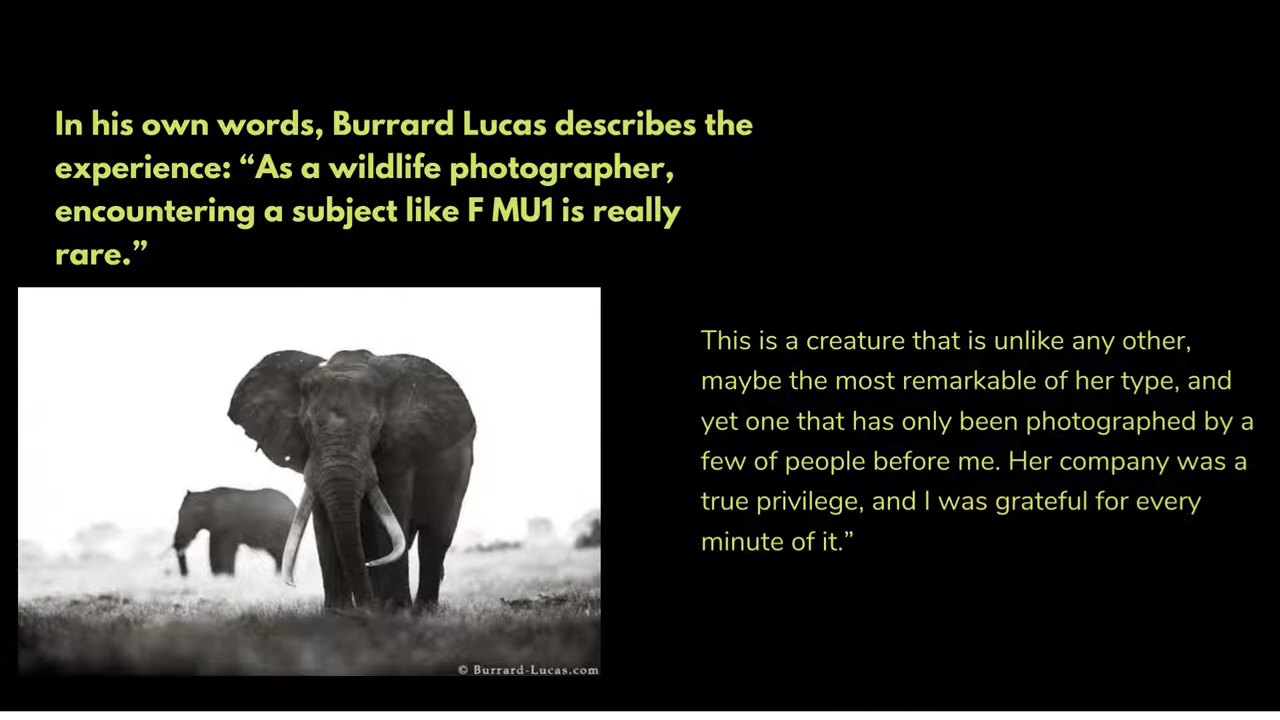 In his own words, Burrard Lucas describes the
experience: “As a wildlife photographer,
encountering a subject like F MU1 is really
rare.”
This is a creature that is unlike any other,
maybe the most remarkable of her type, and
yet one that has only been photographed by a
few of people before me. Her company was a
true privilege, and I was grateful for every
minute of it.”
© Burrard-Lucas.com